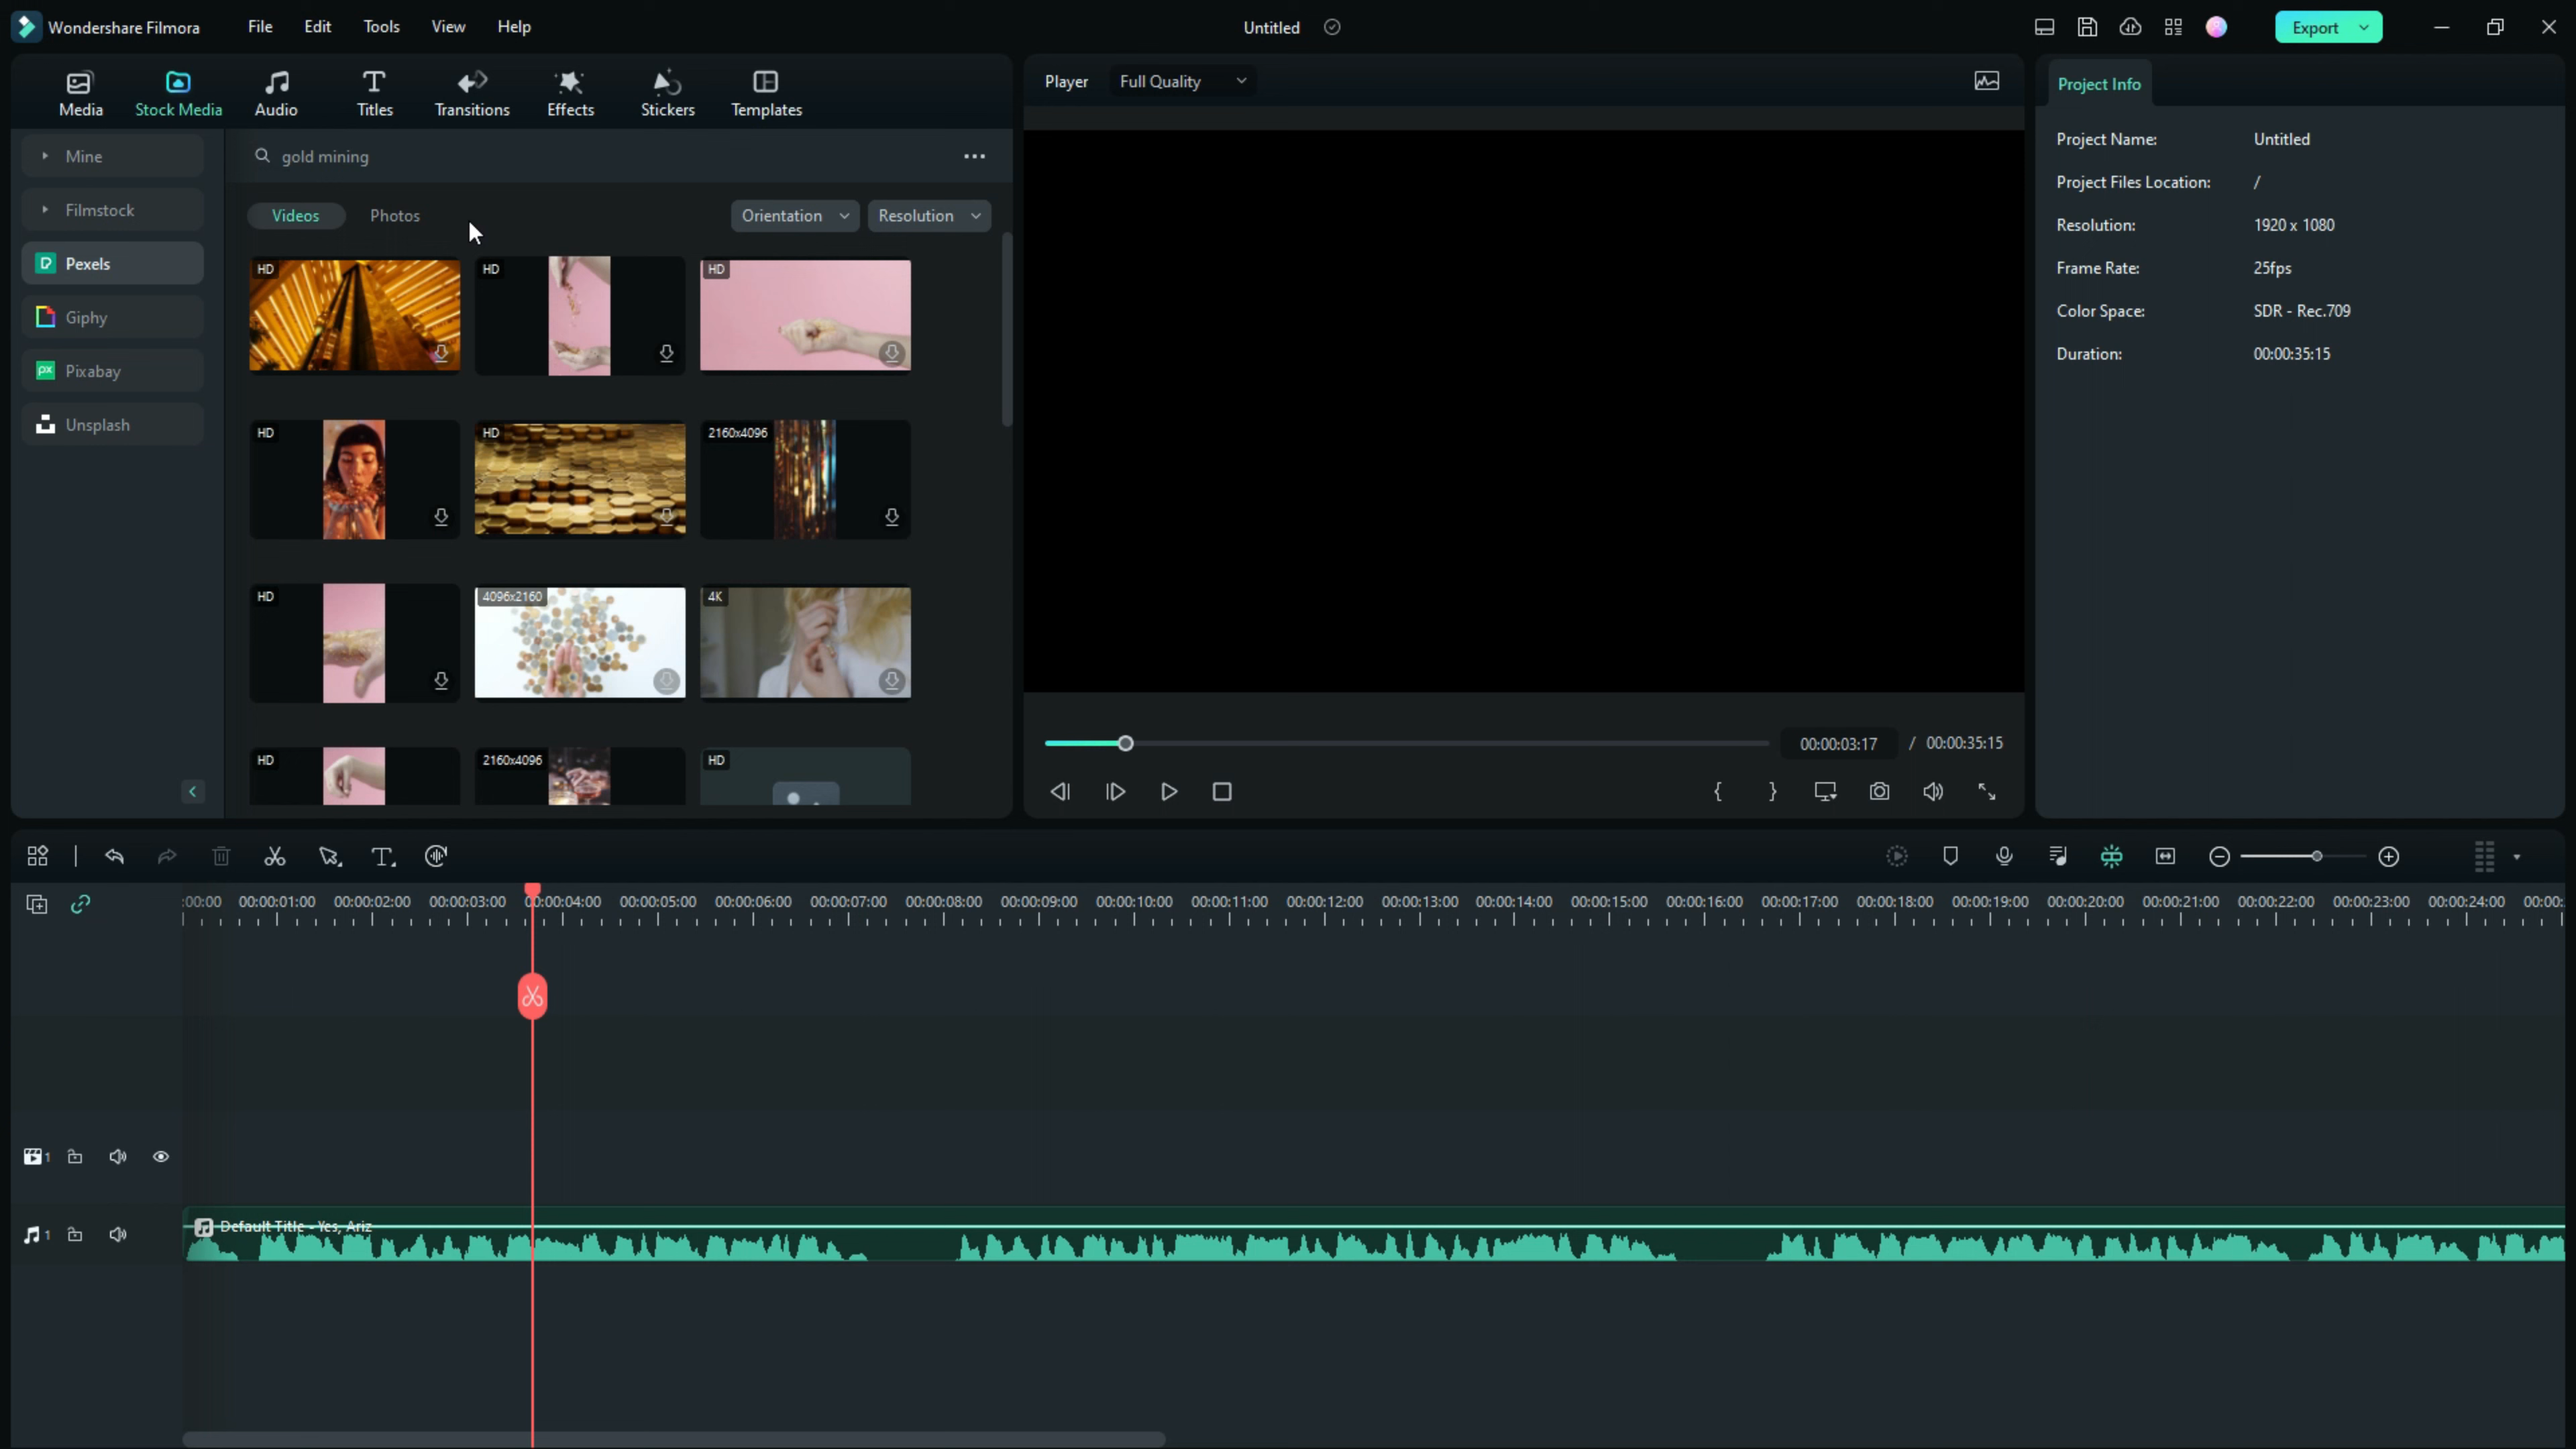 Wondershare Filmora File Edit Tools View Help Untitled Export
Media Stock Media Audio Titles Transitions Effects Stickers Templates
Player Full Quality
Project Info
Mine
Filmstock
Pexels
Giphy
Pixabay
Unsplash
gold mining
Videos Photos Orientation Resolution
HD HD HD
HD HD 2160x4096
HD 4096x2160 4K
HD 2160x4096 HD
00:00:03:17 / 00:00:35:15
{ }
Project Name: Untitled
Project Files Location: /
Resolution: 1920 x 1080
Frame Rate: 25fps
Color Space: SDR - Rec.709
Duration: 00:00:35:15
:00:00 00:00:01:00 00:00:02:00 00:00:03:00 00:00:04:00 00:00:05:00 00:00:06:00 00:00:07:00 00:00:08:00 00:00:09:00 00:00:10:00 00:00:11:00 00:00:12:00 00:00:13:00 00:00:14:00 00:00:15:00 00:00:16:00 00:00:17:00 00:00:18:00 00:00:19:00 00:00:20:00 00:00:21:00 00:00:22:00 00:00:23:00 00:00:24:00 00:00:
1
1
Default Title - Yes, Ariz